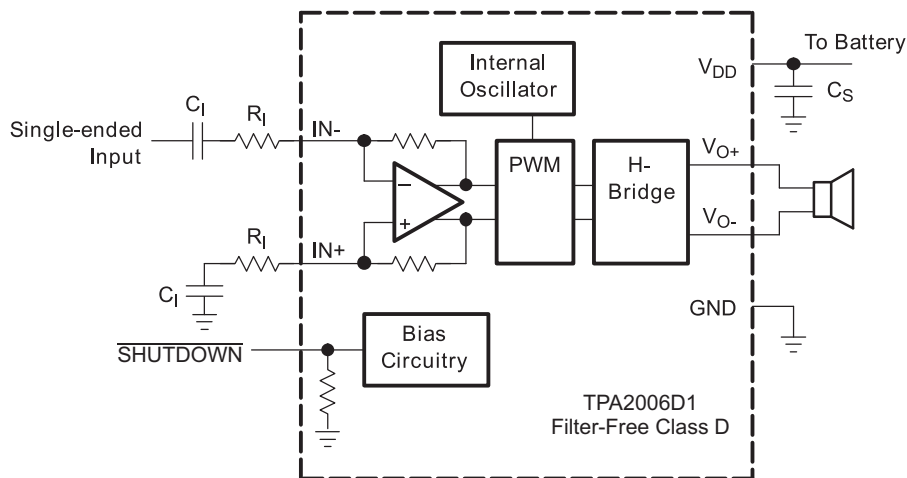 To Battery
Internal
Oscillator
V_DD
C_S
C_I
R_I
IN-
Single-ended
Input
PWM
H-
Bridge
V_O+
V_O-
−
+
R_I
IN+
C_I
GND
SHUTDOWN
Bias
Circuitry
TPA2006D1
Filter-Free Class D